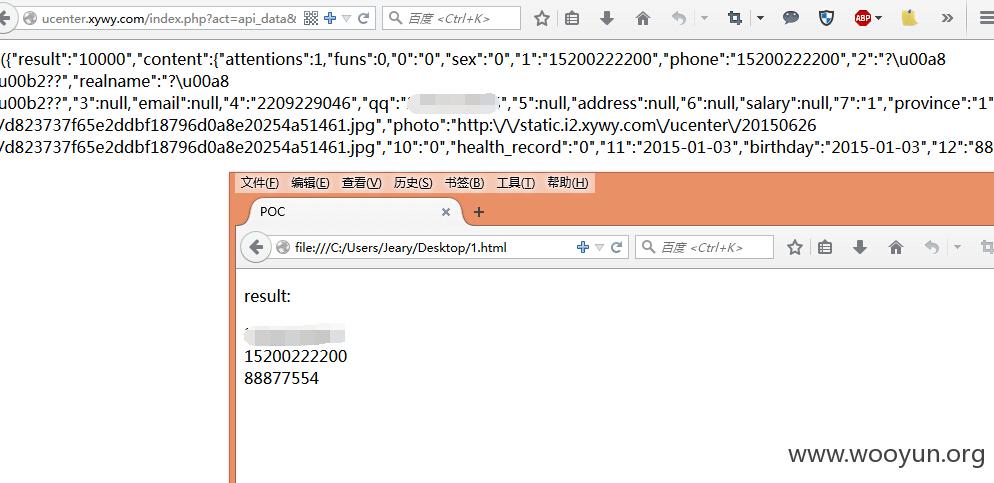 ucenter.xywy.com/index.php?act=api_data&
百度 <Ctrl+K>
({"result":"10000","content":{"attentions":1,"funs":0,"0":"0","sex":"0","1":"15200222200","phone":"15200222200","2":"?\u00a8
u00b2??","realname":"?\u00a8
u00b2??","3":null,"email":null,"4":"2209229046","qq":"","5":null,"address":null,"6":null,"salary":null,"7":"1","province":"1"
/d823737f65e2ddbf18796d0a8e20254a51461.jpg","photo":"http:\/\/static.i2.xywy.com\/ucenter\/20150626
/d823737f65e2ddbf18796d0a8e20254a51461.jpg","10":"0","health_record":"0","11":"2015-01-03","birthday":"2015-01-03","12":"88
文件(F) 编辑(E) 查看(V) 历史(S) 书签(B) 工具(T) 帮助(H)
POC
file:///C:/Users/Jeary/Desktop/1.html
百度 <Ctrl+K>
result:
15200222200
88877554
www.wooyun.org